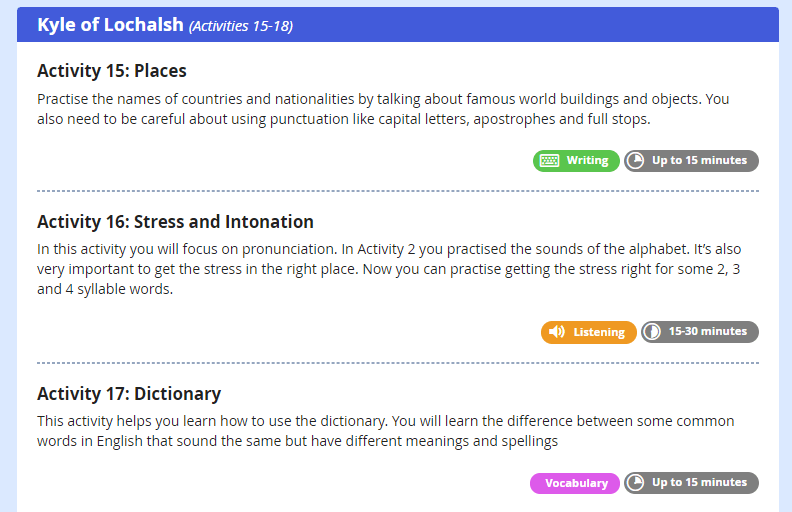 Kyle of Lochalsh (Activities 15-18)
Activity 15: Places
Practise the names of countries and nationalities by talking about famous world buildings and objects. You
also need to be careful about using punctuation like capital letters, apostrophes and full stops.
Writing Up to 15 minutes
Activity 16: Stress and Intonation
In this activity you will focus on pronunciation. In Activity 2 you practised the sounds of the alphabet. It’s also
very important to get the stress in the right place. Now you can practise getting the stress right for some 2, 3
and 4 syllable words.
Listening 15-30 minutes
Activity 17: Dictionary
This activity helps you learn how to use the dictionary. You will learn the difference between some common
words in English that sound the same but have different meanings and spellings
Vocabulary Up to 15 minutes